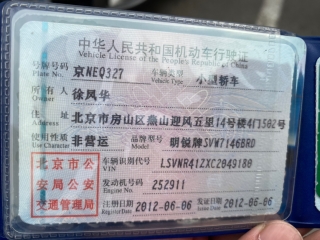 中华人民共和国机动车行驶证
Vehicle License of the People's Republic of China
号牌号码 京NEQ327 车辆类型 小型轿车
Plate No. Vehicle Type
所有人 徐风华
Owner
住址 北京市房山区燕山迎风五里14号楼4门502号
Address
使用性质 非营运 品牌型号 明锐牌SVW7146BRD
Use Character Model
北京市公 车辆识别代号 LSVNR41ZXC2049180
VIN
安局公安 发动机号码 252911
Engine No.
交通管理局 注册日期 2012-06-06 发证日期 2012-06-06
Register Date Issue Date